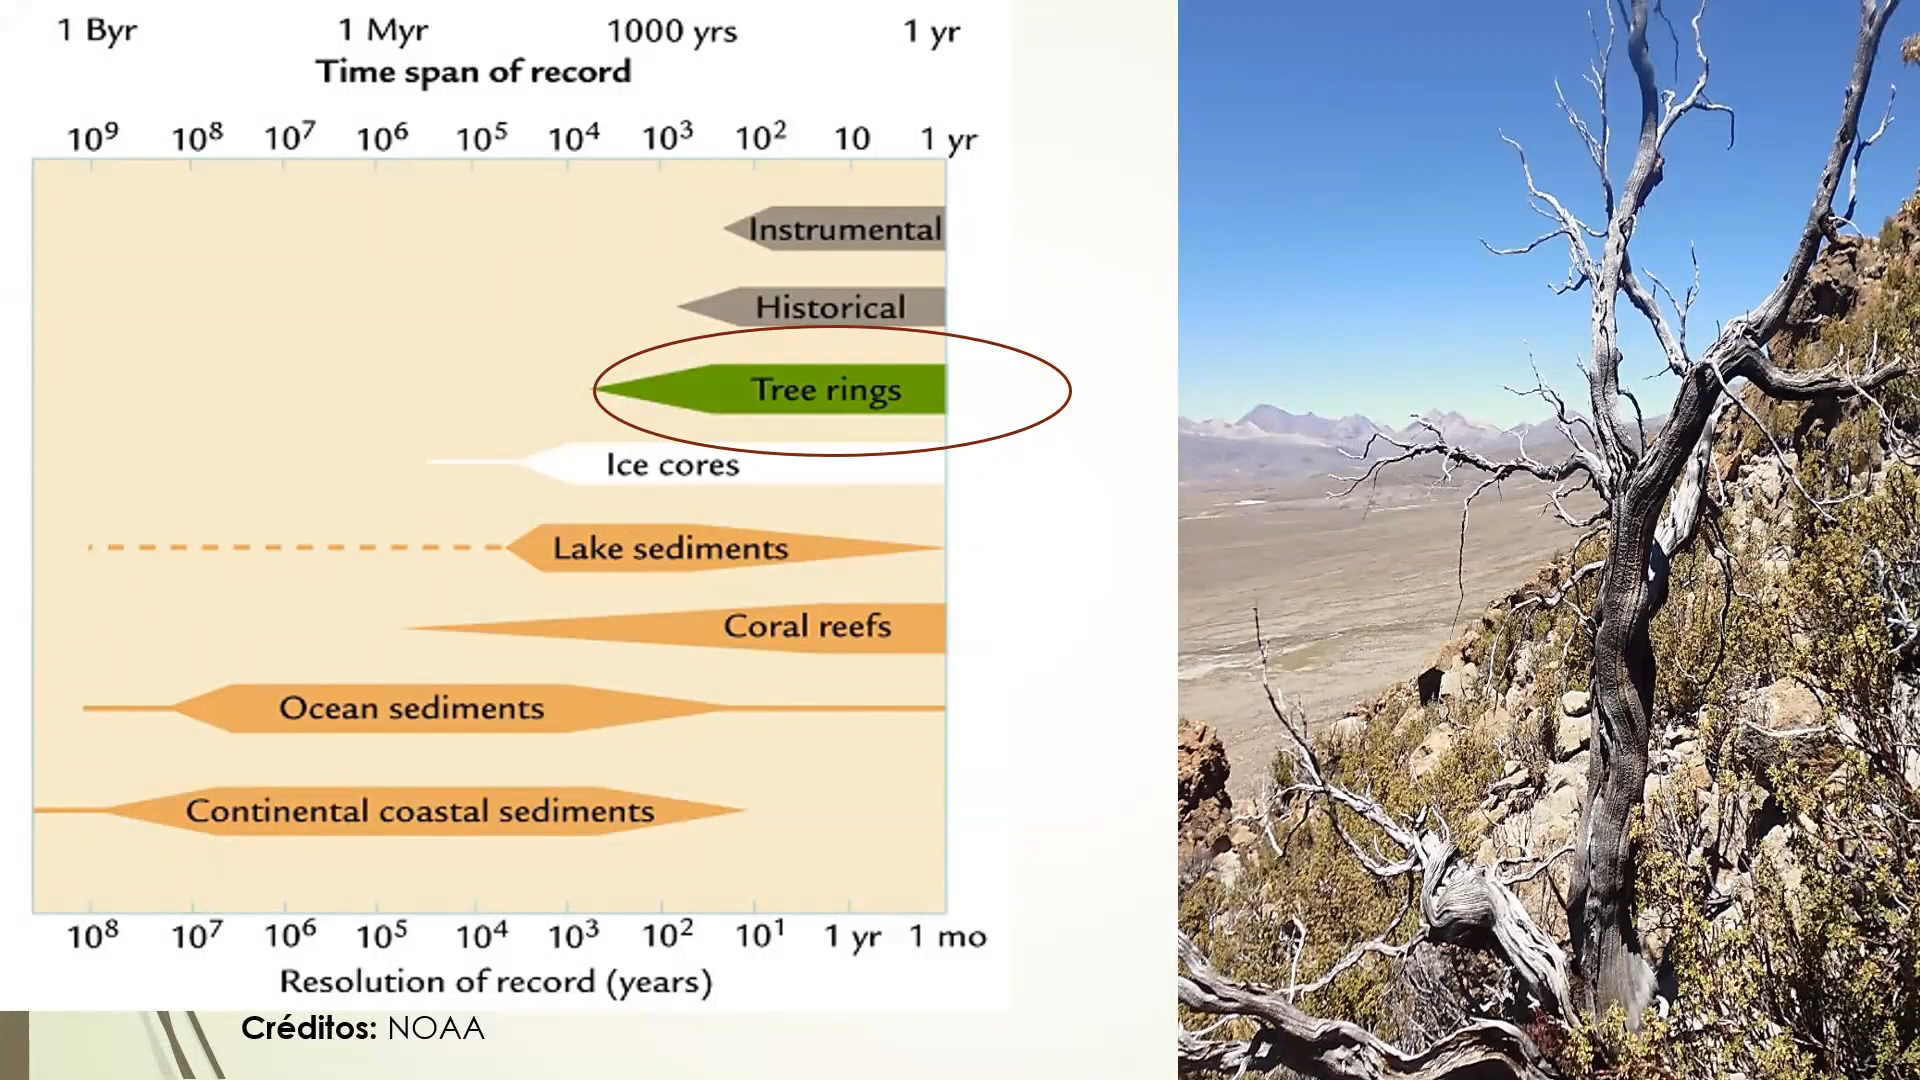 1 Byr 1 Myr 1000 yrs 1 yr
Time span of record
10⁹ 10⁸ 10⁷ 10⁶ 10⁵ 10⁴ 10³ 10² 10 1 yr
Instrumental
Historical
Tree rings
Ice cores
Lake sediments
Coral reefs
Ocean sediments
Continental coastal sediments
10⁸ 10⁷ 10⁶ 10⁵ 10⁴ 10³ 10² 10¹ 1 yr 1 mo
Resolution of record (years)
Créditos: NOAA